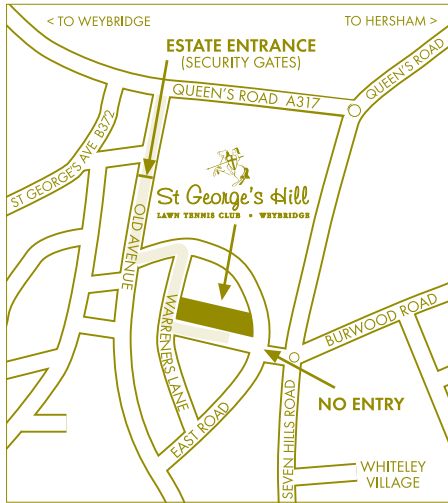 < TO WEYBRIDGE
TO HERSHAM >
ESTATE ENTRANCE
(SECURITY GATES)
QUEEN'S ROAD A317
QUEEN'S ROAD
ST GEORGE'S AVE B372
St George's Hill
LAWN TENNIS CLUB • WEYBRIDGE
OLD AVENUE
WARRENERS LANE
BURWOOD ROAD
NO ENTRY
EAST ROAD
SEVEN HILLS ROAD
WHITELEY
VILLAGE